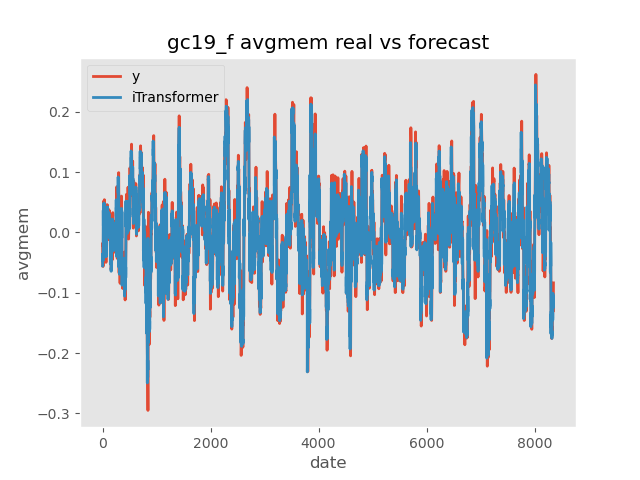 gc19_f avgmem real vs forecast
y
iTransformer
0.2
0.1
0.0
−0.1
−0.2
−0.3
avgmem
0
2000
4000
6000
8000
date